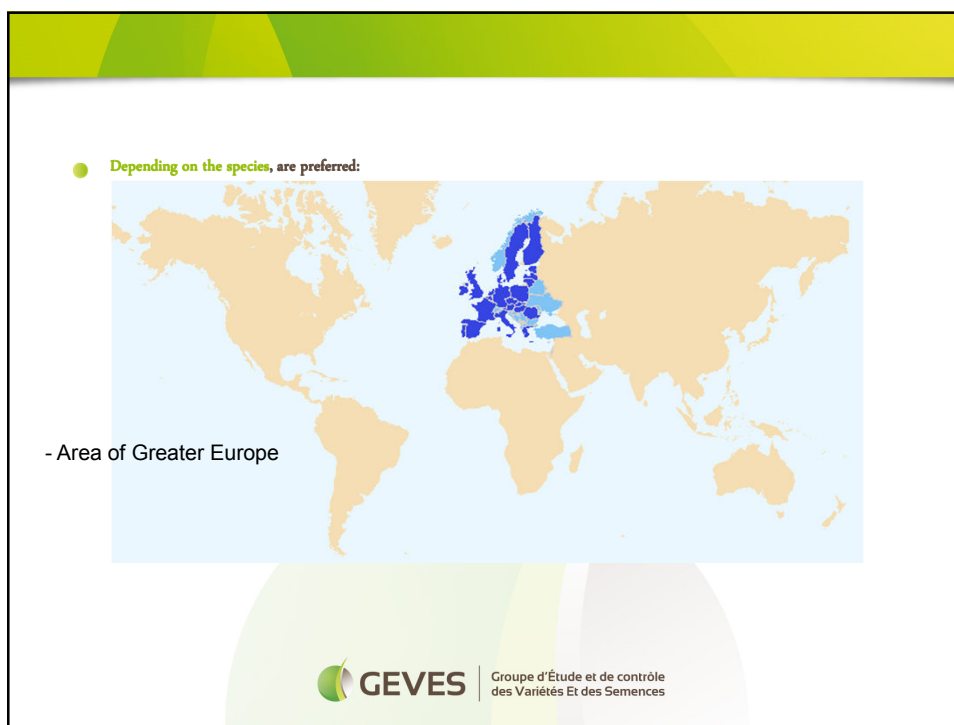 Depending on the species, are preferred:
- Area of Greater Europe
GEVES
Groupe d'Étude et de contrôle
des Variétés Et des Semences